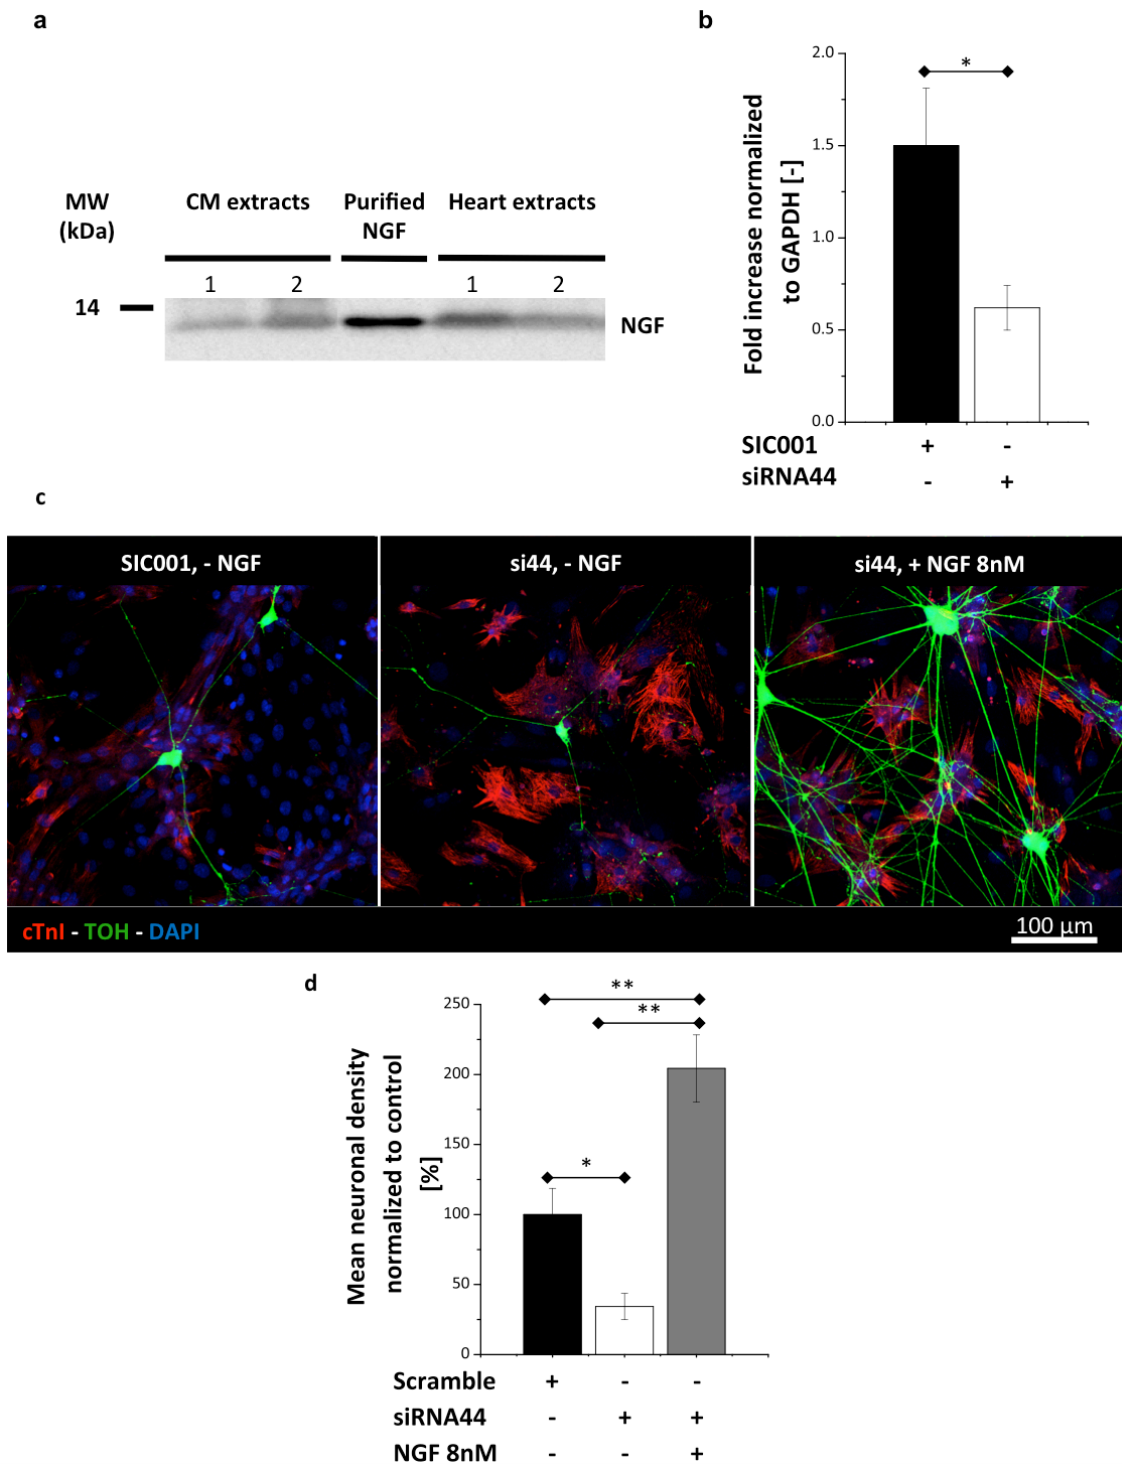 a
MW
(kDa)
CM extracts
Purified
NGF
Heart extracts
1
2
1
2
14
NGF
b
Fold increase normalized
to GAPDH [-]
2.0
1.5
1.0
0.5
0.0
*
SIC001 + -
siRNA44 - +
c
SIC001, - NGF
si44, - NGF
si44, + NGF 8nM
cTnI - TOH - DAPI
100 µm
d
Mean neuronal density
normalized to control
[%]
250
200
150
100
50
0
**
**
*
Scramble + - -
siRNA44 - + +
NGF 8nM - - +